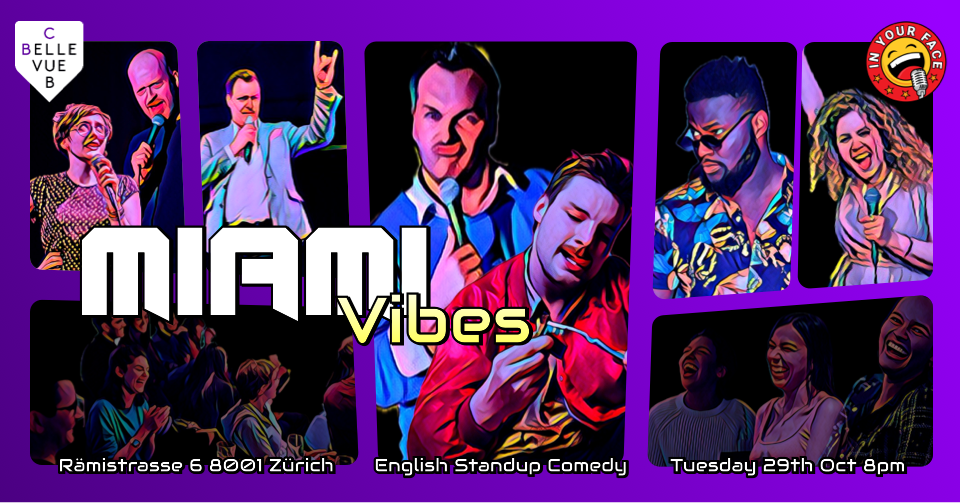 C
BELLE
VUE
B
IN YOUR FACE
MIAMI
Vibes
Rämistrasse 6 8001 Zürich
English Standup Comedy
Tuesday 29th Oct 8pm